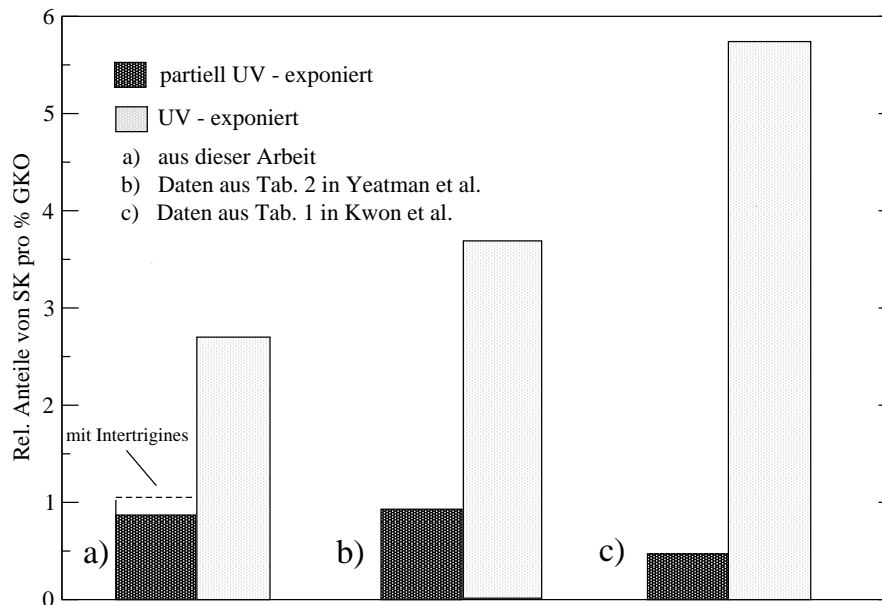 6
5
4
3
2
1
0
Rel. Anteile von SK pro % GKO
partiell UV - exponiert
UV - exponiert
a) aus dieser Arbeit
b) Daten aus Tab. 2 in Yeatman et al.
c) Daten aus Tab. 1 in Kwon et al.
mit Intertrigines
a)
b)
c)